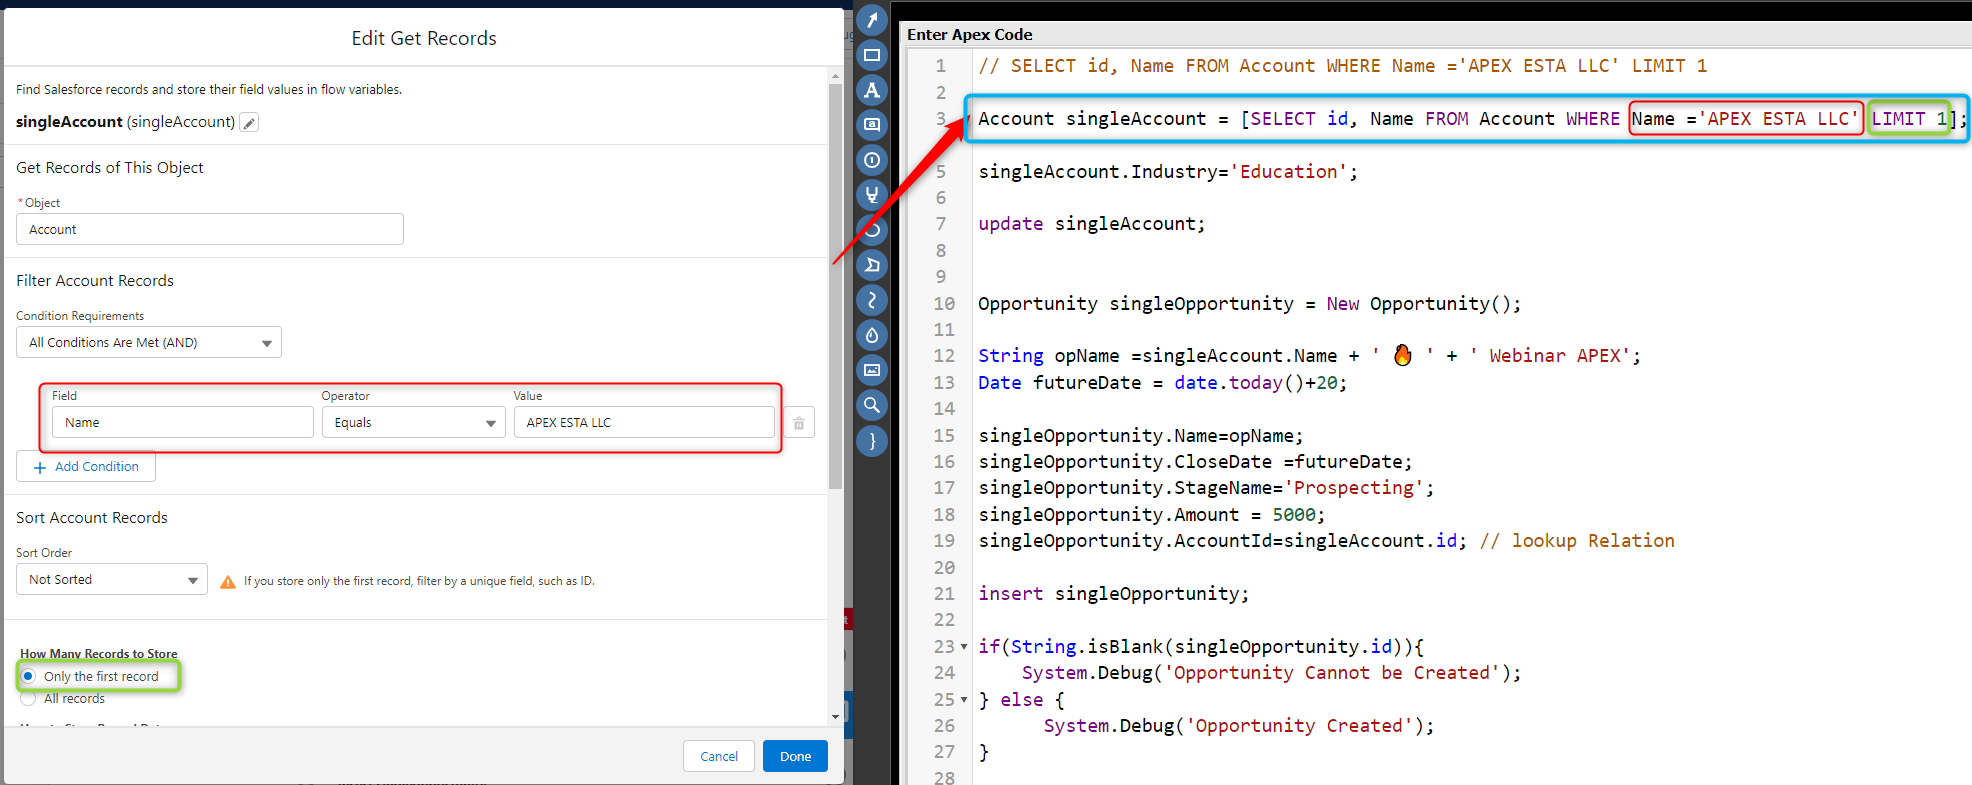 Edit Get Records
Find Salesforce records and store their field values in flow variables.
singleAccount (singleAccount)
Get Records of This Object
* Object
Account
Filter Account Records
Condition Requirements
All Conditions Are Met (AND)
Field Operator Value
Name Equals APEX ESTA LLC
+ Add Condition
Sort Account Records
Sort Order
Not Sorted
If you store only the first record, filter by a unique field, such as ID.
How Many Records to Store
Only the first record
All records
Cancel Done
Enter Apex Code
1 // SELECT id, Name FROM Account WHERE Name ='APEX ESTA LLC' LIMIT 1
2
3 Account singleAccount = [SELECT id, Name FROM Account WHERE Name ='APEX ESTA LLC' LIMIT 1];
5 singleAccount.Industry='Education';
6
7 update singleAccount;
8
9
10 Opportunity singleOpportunity = New Opportunity();
11
12 String opName =singleAccount.Name + ' 🔥 ' + ' Webinar APEX';
13 Date futureDate = date.today()+20;
14
15 singleOpportunity.Name=opName;
16 singleOpportunity.CloseDate =futureDate;
17 singleOpportunity.StageName='Prospecting';
18 singleOpportunity.Amount = 5000;
19 singleOpportunity.AccountId=singleAccount.id; // lookup Relation
20
21 insert singleOpportunity;
22
23 if(String.isBlank(singleOpportunity.id)){
24 System.Debug('Opportunity Cannot be Created');
25 } else {
26 System.Debug('Opportunity Created');
27 }
28